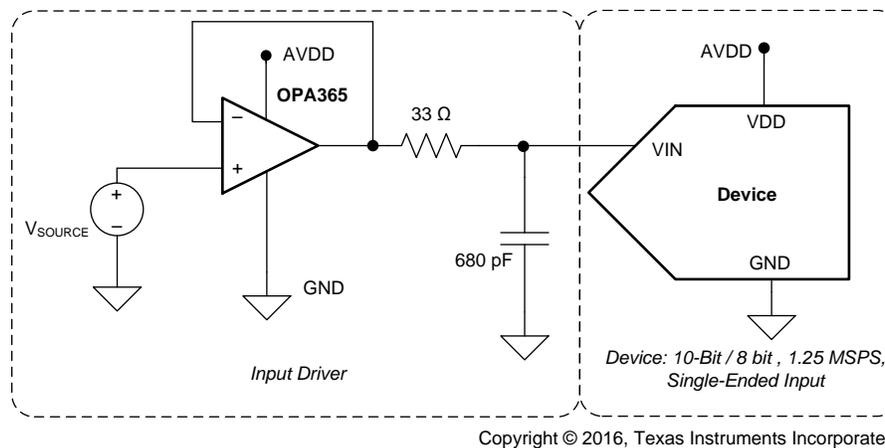 AVDD
OPA365
−
+
33 Ω
+
−
VSOURCE
680 pF
GND
Input Driver
AVDD
VDD
VIN
Device
GND
Device: 10-Bit / 8 bit , 1.25 MSPS,
Single-Ended Input
Copyright © 2016, Texas Instruments Incorporate